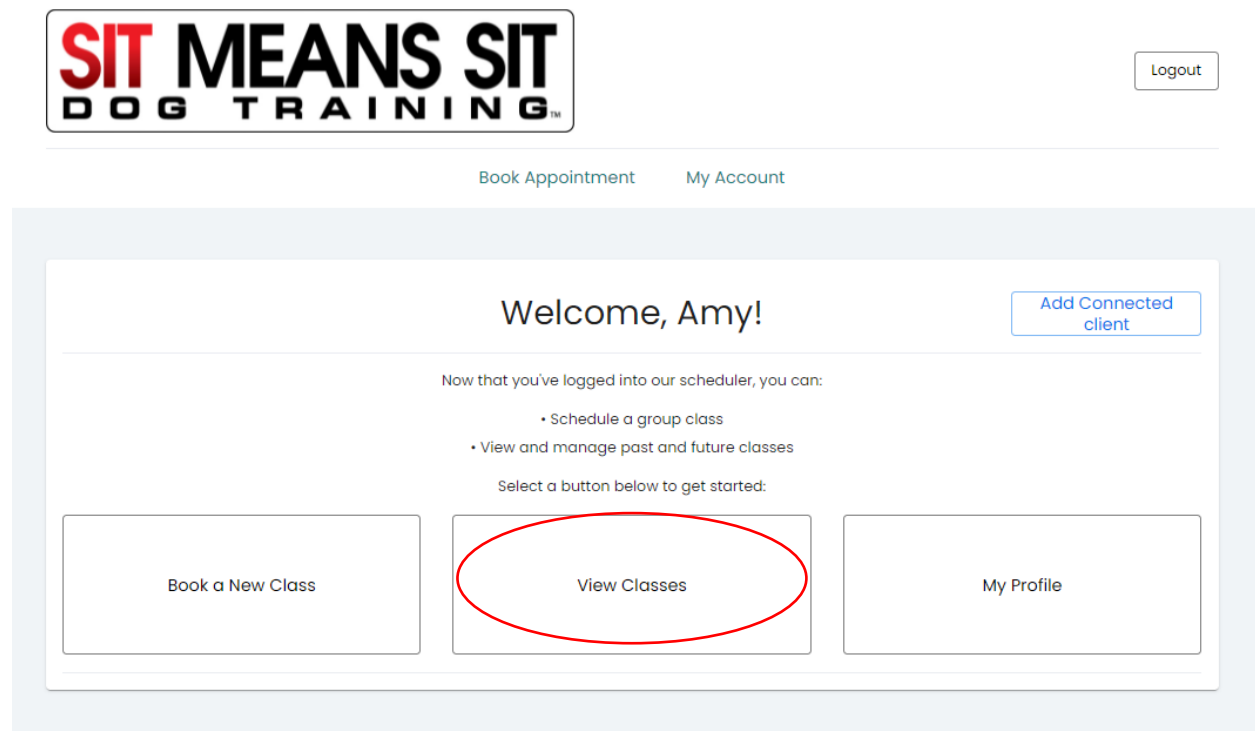 SIT MEANS SIT
DOG TRAINING™
Logout
Book Appointment My Account
Welcome, Amy!
Add Connected
client
Now that you've logged into our scheduler, you can:
• Schedule a group class
• View and manage past and future classes
Select a button below to get started:
Book a New Class
View Classes
My Profile